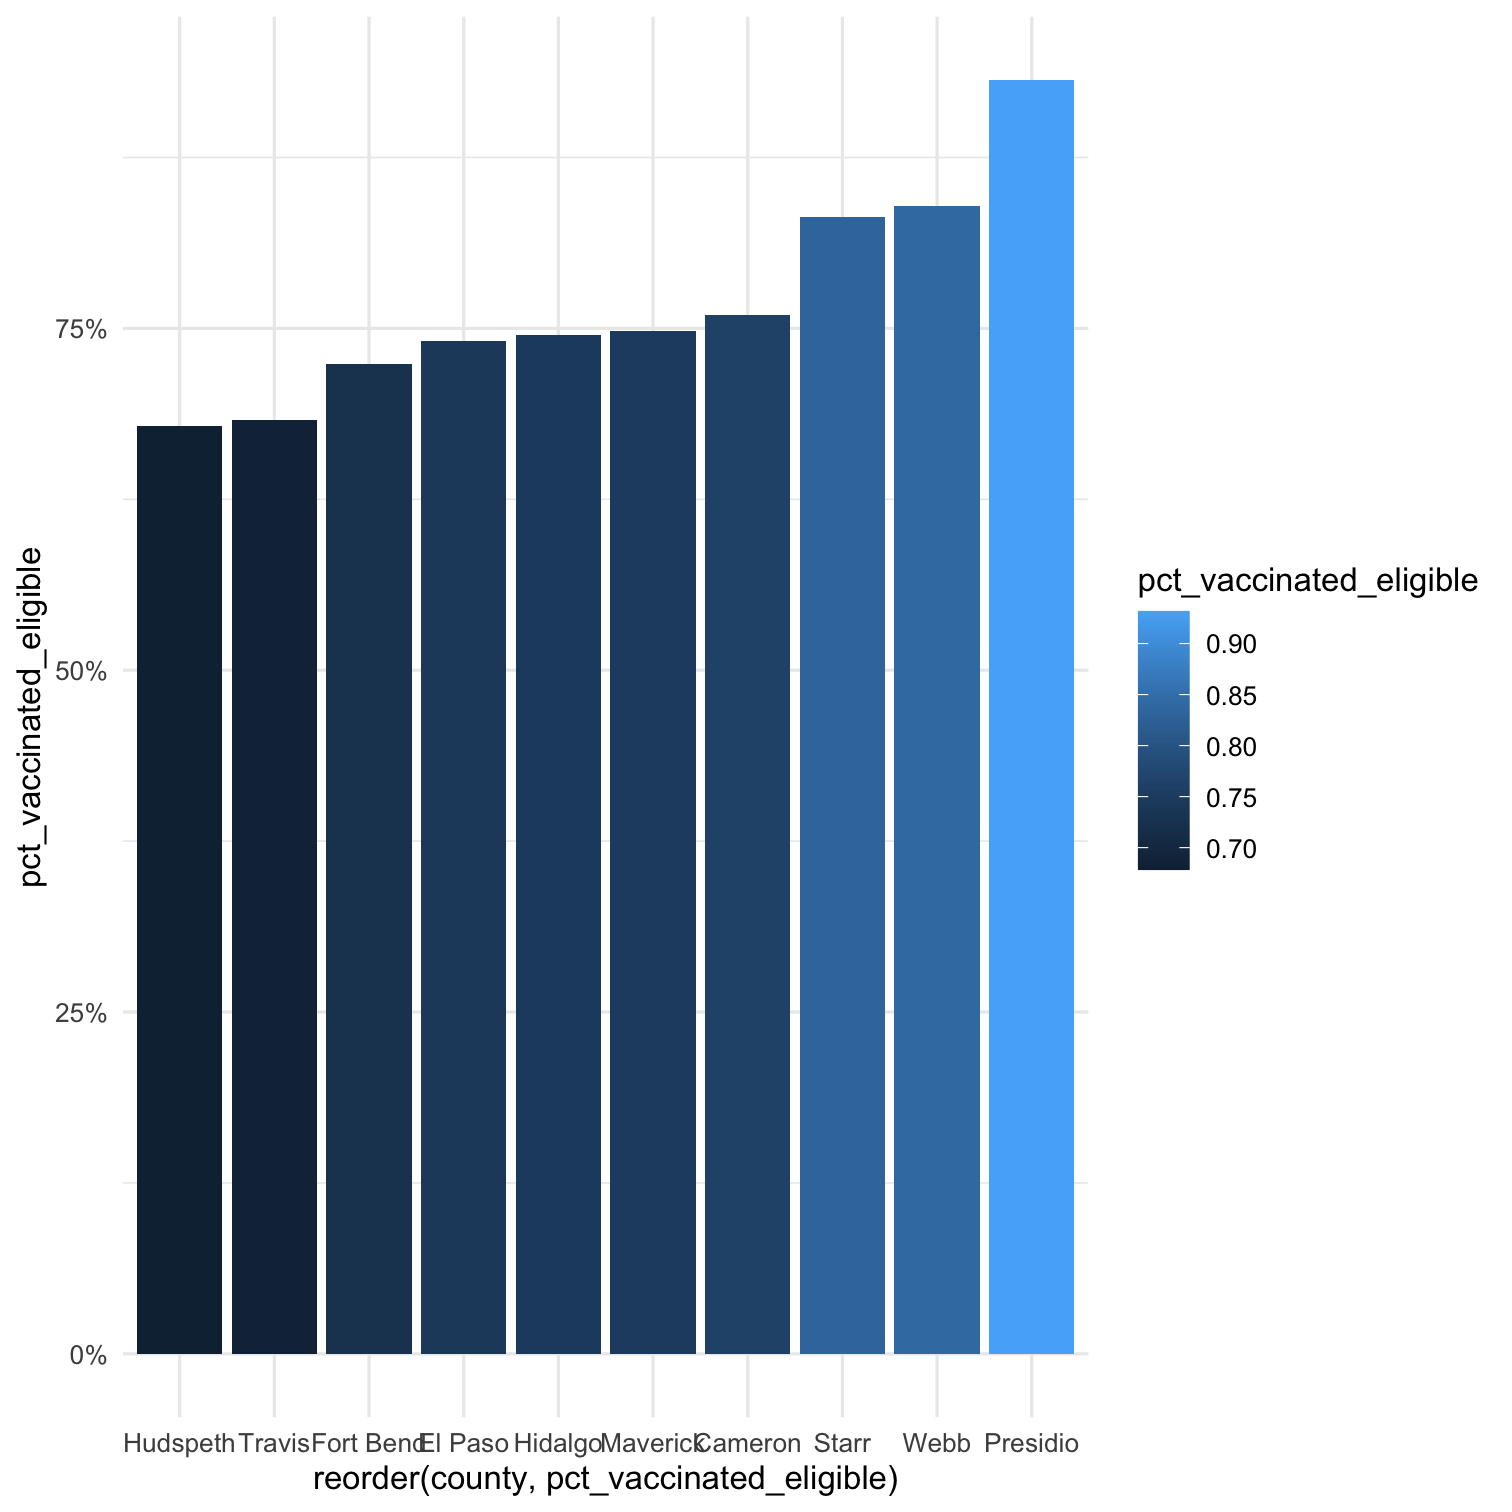 pct_vaccinated_eligible
75%
50%
25%
0%
Hudspeth Travis Fort Bend El Paso Hidalgo Maverick Cameron Starr Webb Presidio
reorder(county, pct_vaccinated_eligible)
pct_vaccinated_eligible
0.90
0.85
0.80
0.75
0.70